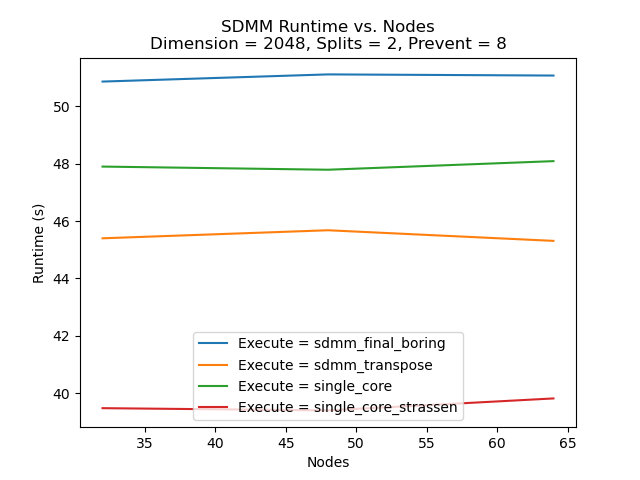 SDMM Runtime vs. Nodes
Dimension = 2048, Splits = 2, Prevent = 8
Runtime (s)
50
48
46
44
42
40
Execute = sdmm_final_boring
Execute = sdmm_transpose
Execute = single_core
Execute = single_core_strassen
35
40
45
50
55
60
65
Nodes